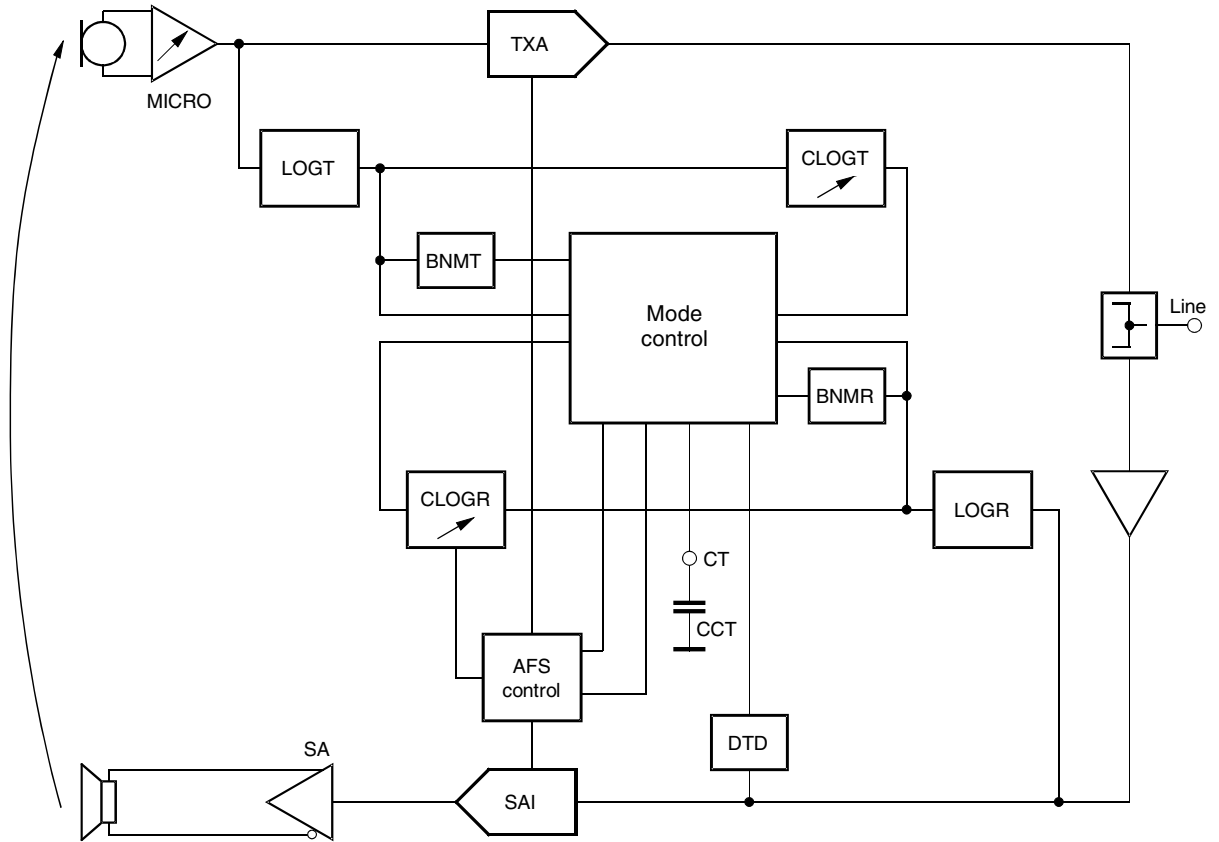 TXA
MICRO
LOGT
CLOGT
BNMT
Mode
control
Line
BNMR
CLOGR
LOGR
CT
CCT
AFS
control
DTD
SA
SAI